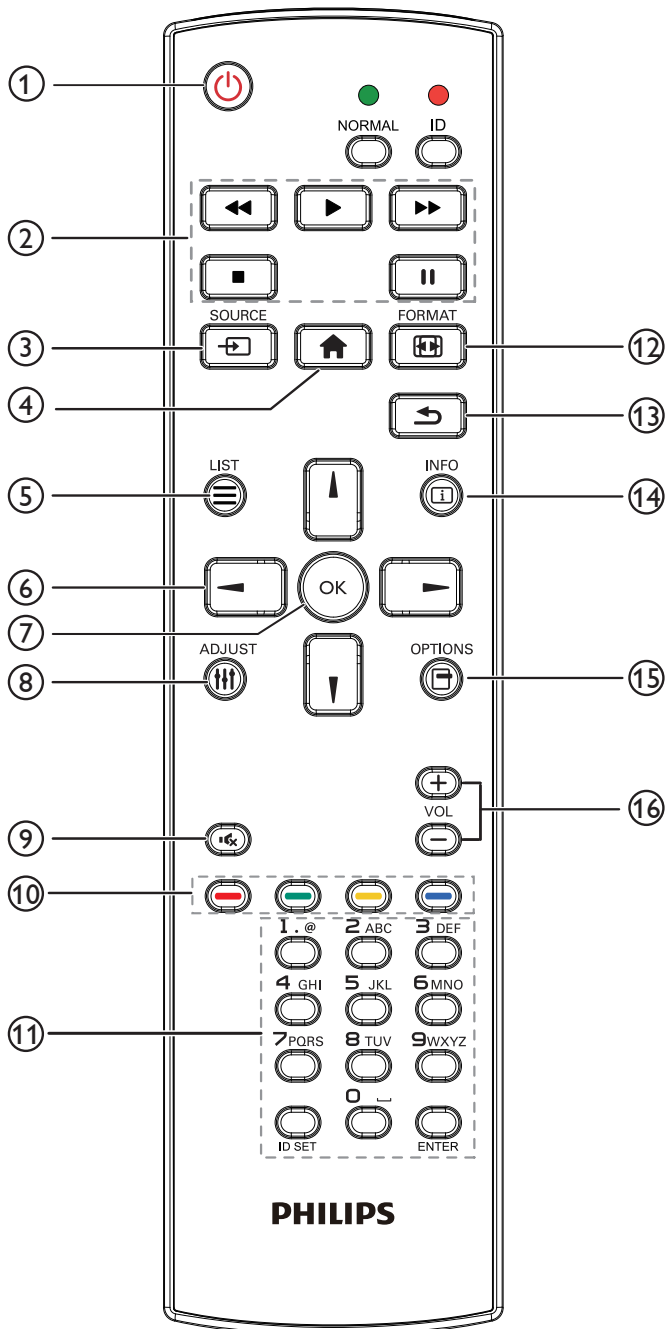 ①
NORMAL ID
②
SOURCE FORMAT
③ ⑫
④
⑬
LIST INFO
⑤ i ⑭
⑥ OK
⑦
ADJUST OPTIONS
⑧ ⑮
VOL ⑯
⑨
⑩
1.@ 2 ABC 3 DEF
4 GHI 5 JKL 6 MNO
⑪ 7 PQRS 8 TUV 9 WXYZ
0 ⎵
ID SET ENTER
PHILIPS